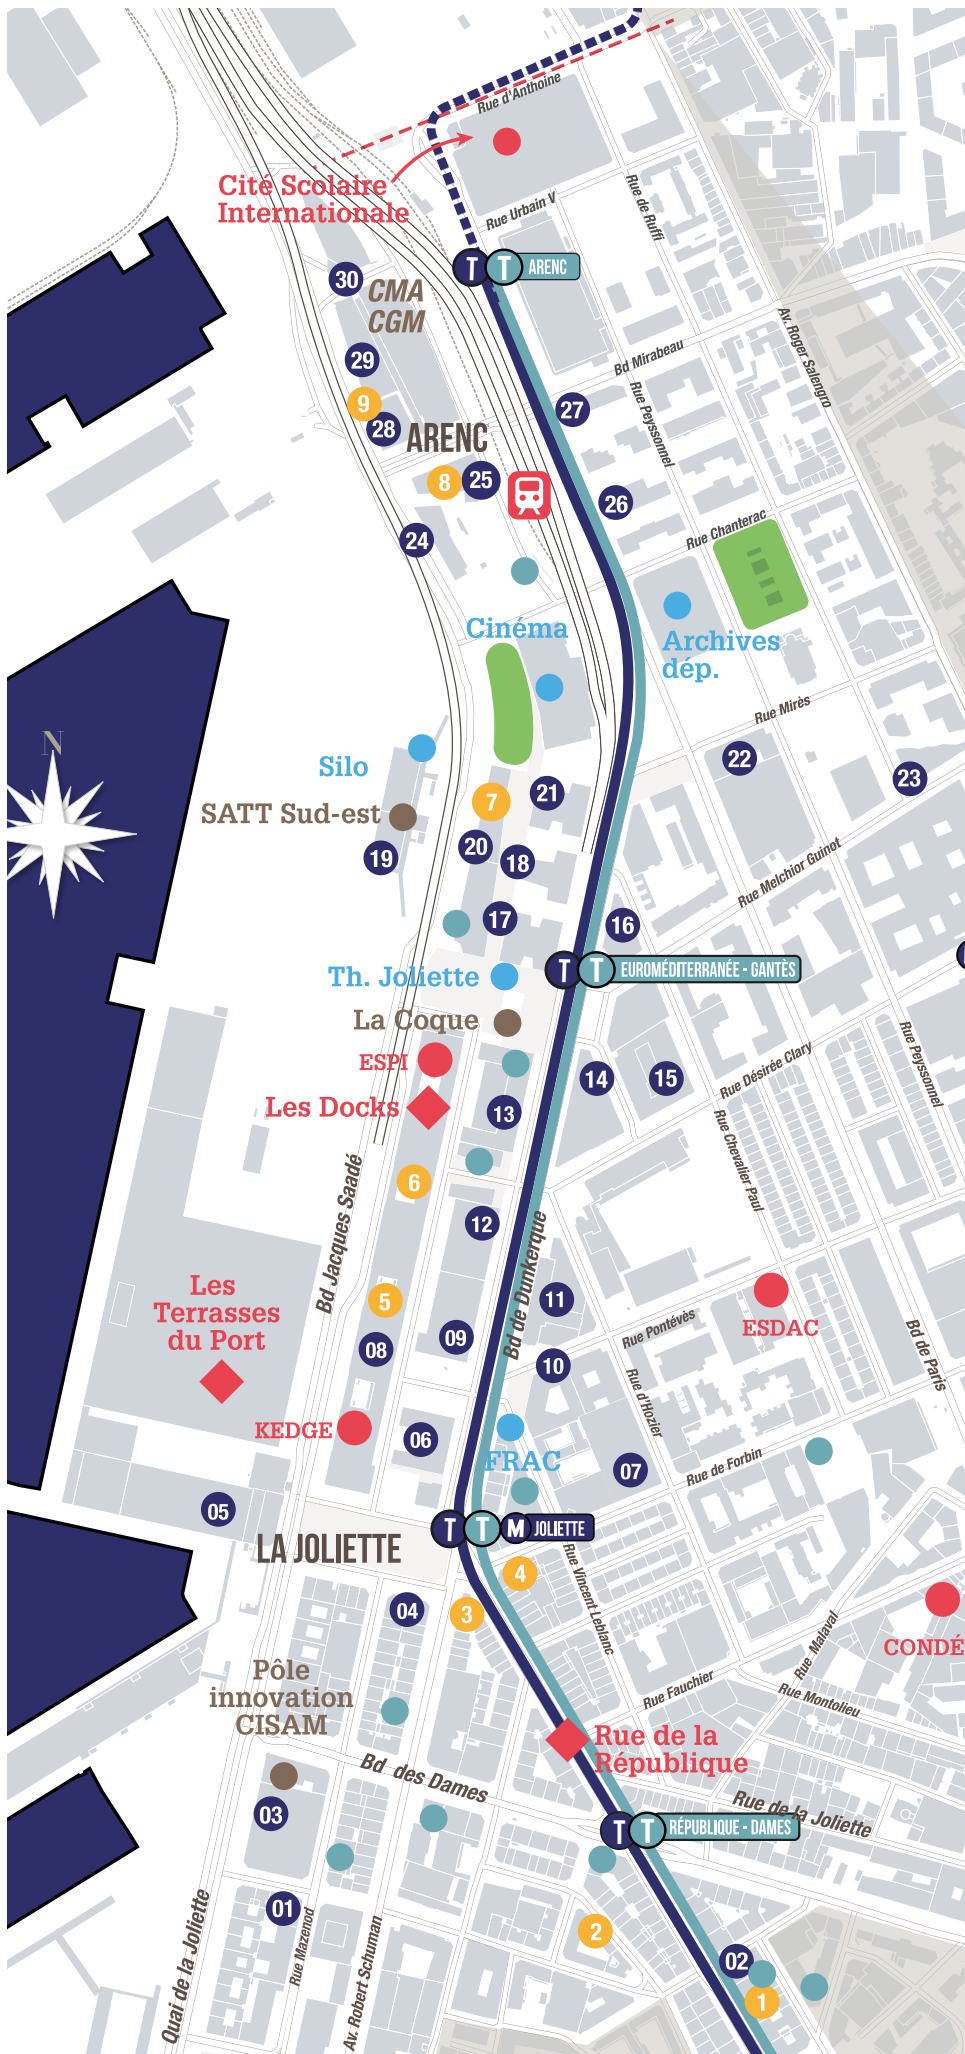 Rue d'Anthoine
Cité Scolaire
Internationale
Rue Urbain V
Rue de Ruffi
T
T
ARENC
30
CMA
CGM
29
9
28
ARENC
8
25
24
27
26
Bd Mirabeau
Rue Peyssonnel
Av. Roger Salengro
Rue Chanterac
Cinéma
Archives
dép.
Rue Mirès
N
Silo
SATT Sud-est
19
7
21
20
18
17
22
23
Rue Melchior Guinot
16
Th. Joliette
T
T
EUROMÉDITERRANÉE - GANTÈS
La Coque
ESPI
Les Docks
13
14
15
Rue Désirée Clary
Rue Peyssonnel
Rue Chevalier Paul
Bd Jacques Saadé
6
12
Bd de Dunkerque
Les
Terrasses
du Port
5
08
09
11
10
Rue Pontévès
ESDAC
Bd de Paris
Rue d'Hozier
KEDGE
06
FRAC
07
Rue de Forbin
05
LA JOLIETTE
T
T
M
JOLIETTE
4
3
04
Rue Vincent Leblanc
CONDÉ
Rue Malaval
Rue Montolieu
Rue Fauchier
Pôle
innovation
CISAM
Rue de la
République
Bd des Dames
Rue de la Joliette
T
T
RÉPUBLIQUE - DAMES
03
01
Quai de la Joliette
Rue Mazenod
Av. Robert Schuman
2
02
1